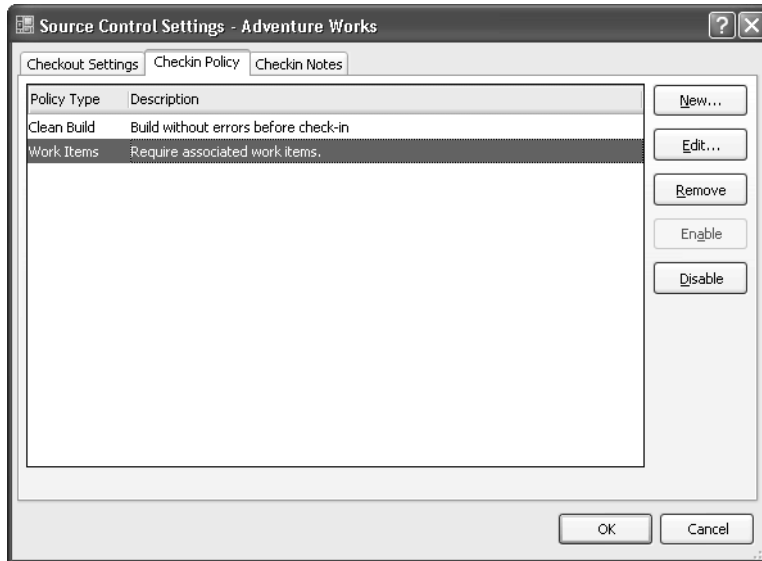 Source Control Settings - Adventure Works
Checkout Settings Checkin Policy Checkin Notes
Policy Type Description
Clean Build Build without errors before check-in
Work Items Require associated work items.
New...
Edit...
Remove
Enable
Disable
OK Cancel